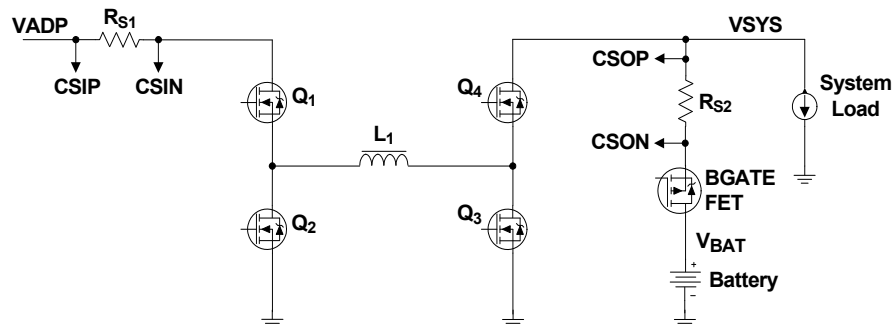 VADP
RS1
CSIP
CSIN
Q1
Q2
L1
Q4
Q3
VSYS
CSOP
RS2
CSON
BGATE
FET
VBAT
+
Battery
−
System
Load